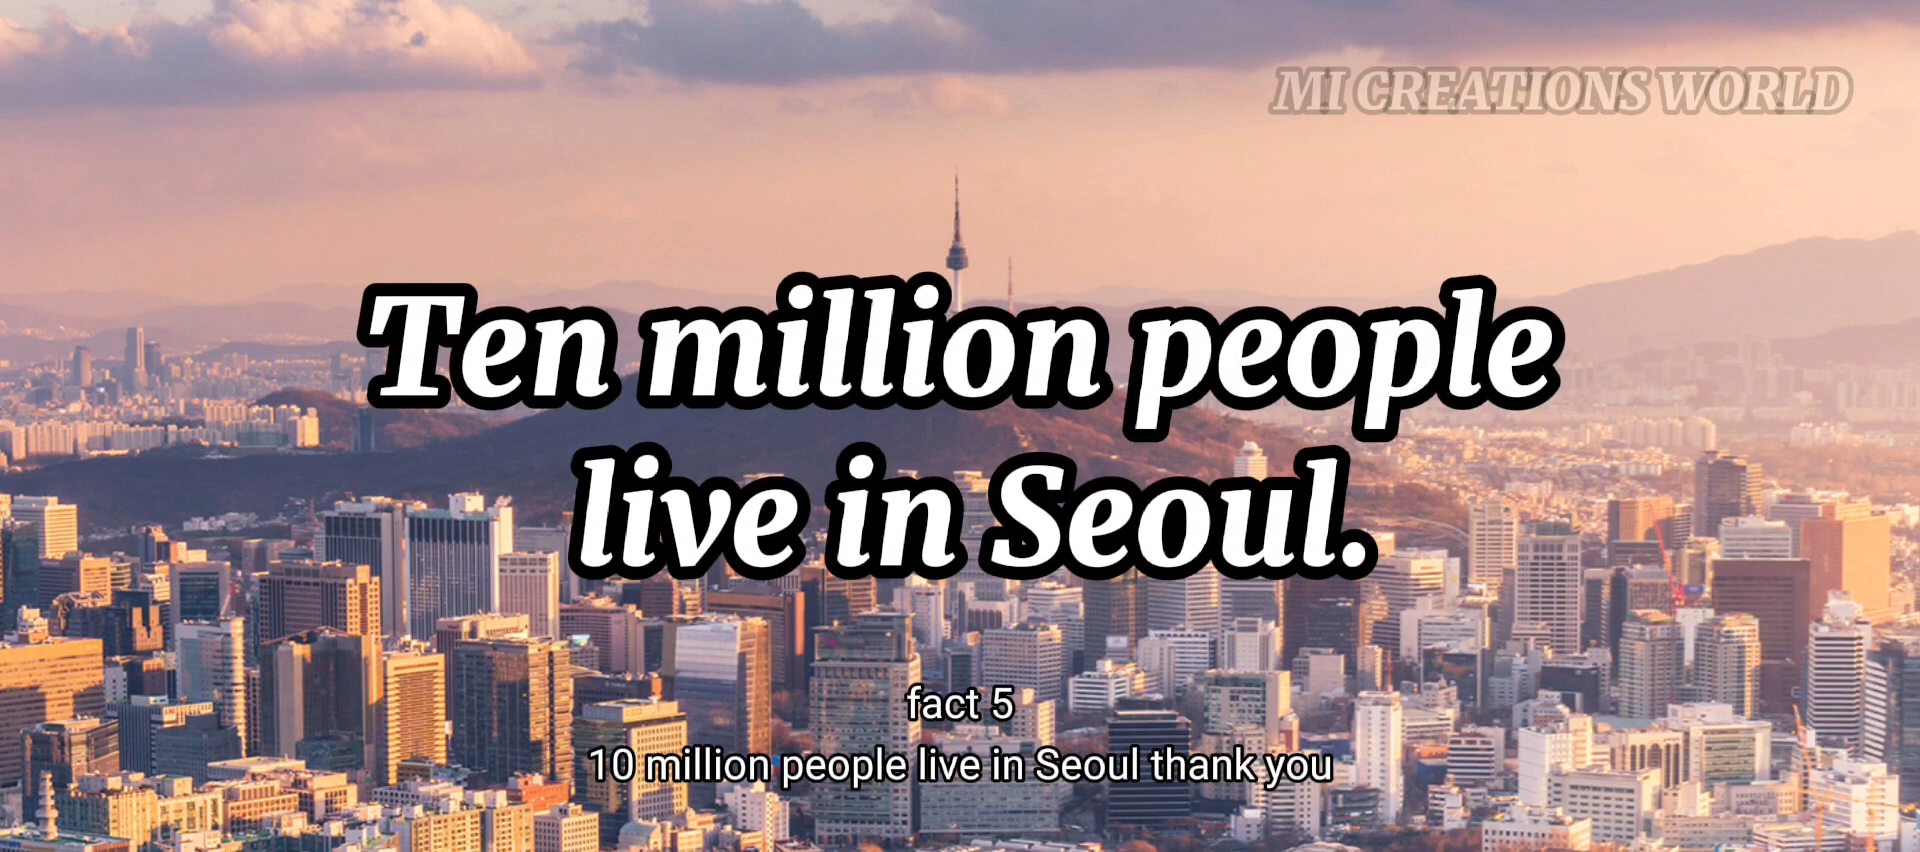 MI CREATIONS WORLD
Ten million people
live in Seoul.
fact 5
10 million people live in Seoul thank you